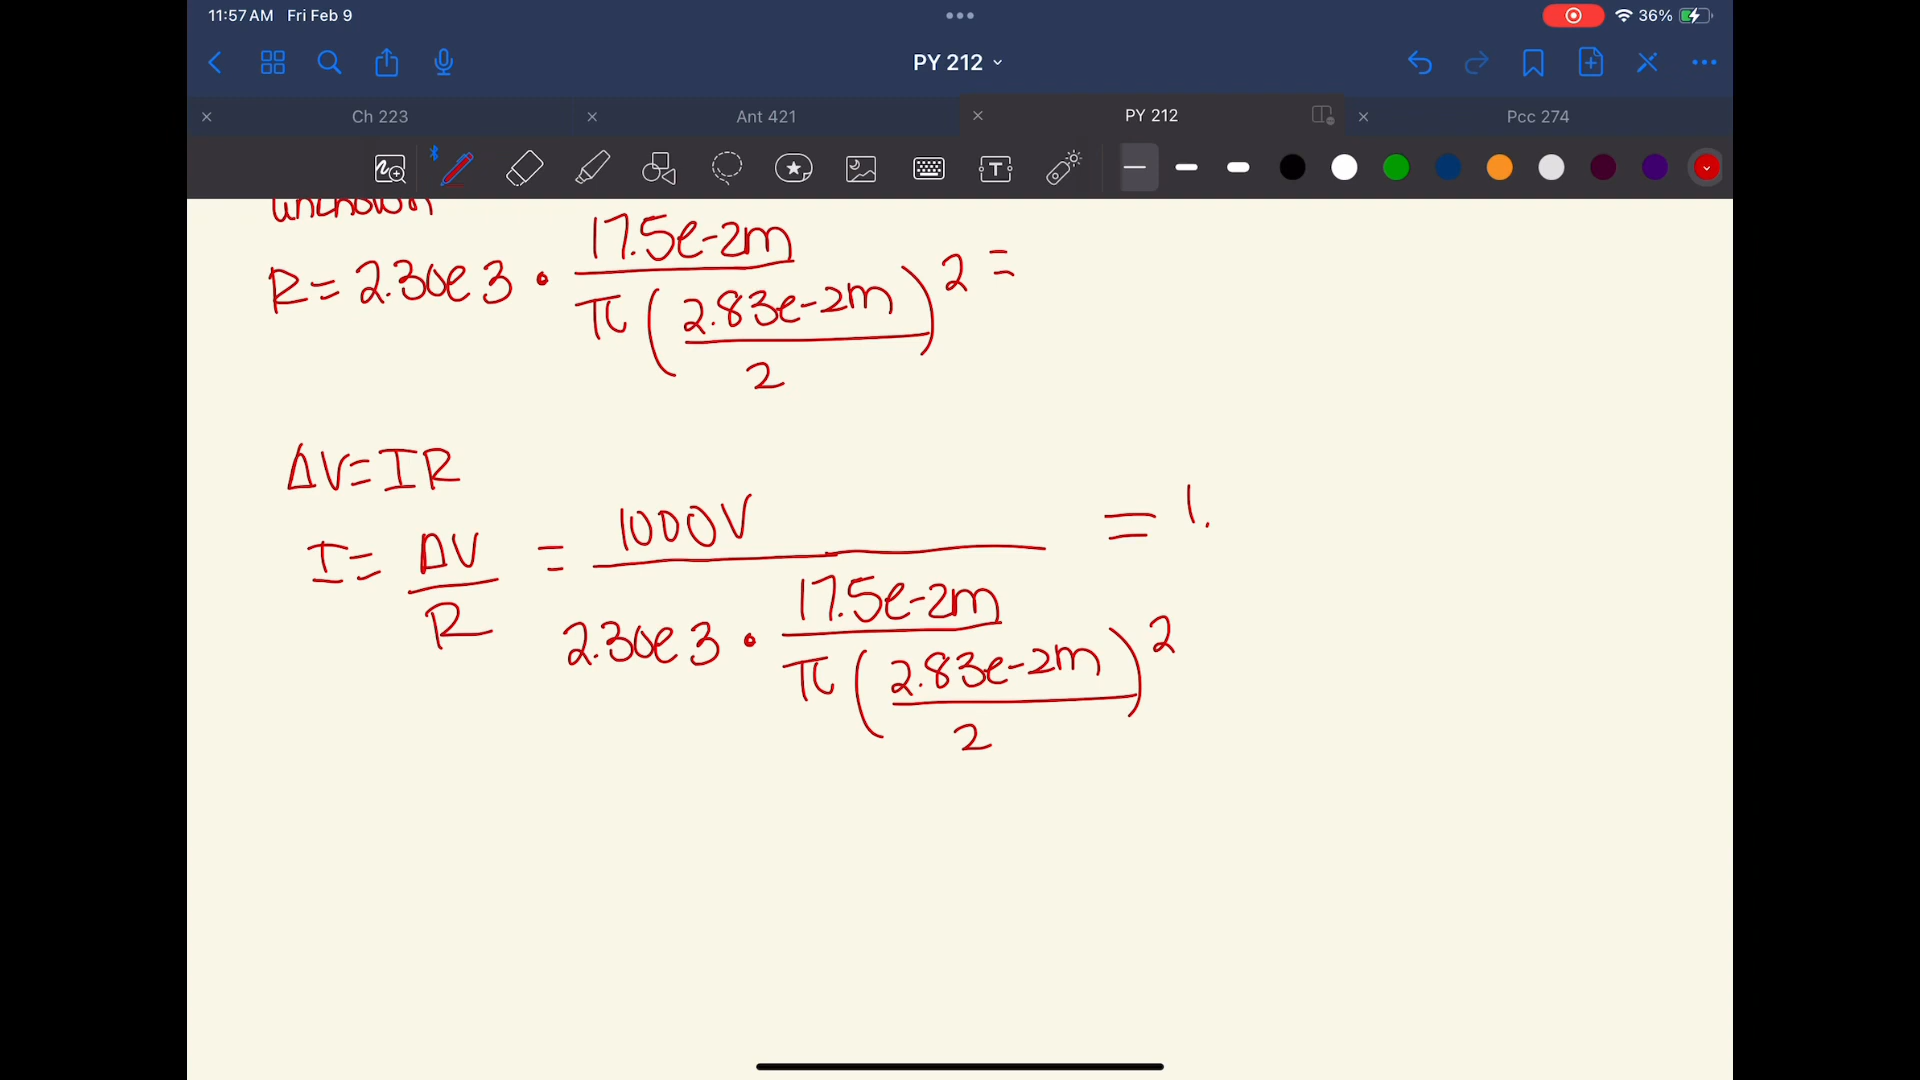 11:57 AM Fri Feb 9
36%
PY 212
Ch 223
Ant 421
PY 212
Pcc 274
unknown
R = 2.30e3 • 17.5e-2m / π (2.83e-2m / 2)² =
ΔV = IR
I = ΔV / R = 1000V / 2.30e3 • 17.5e-2m / π (2.83e-2m / 2)² = 1.